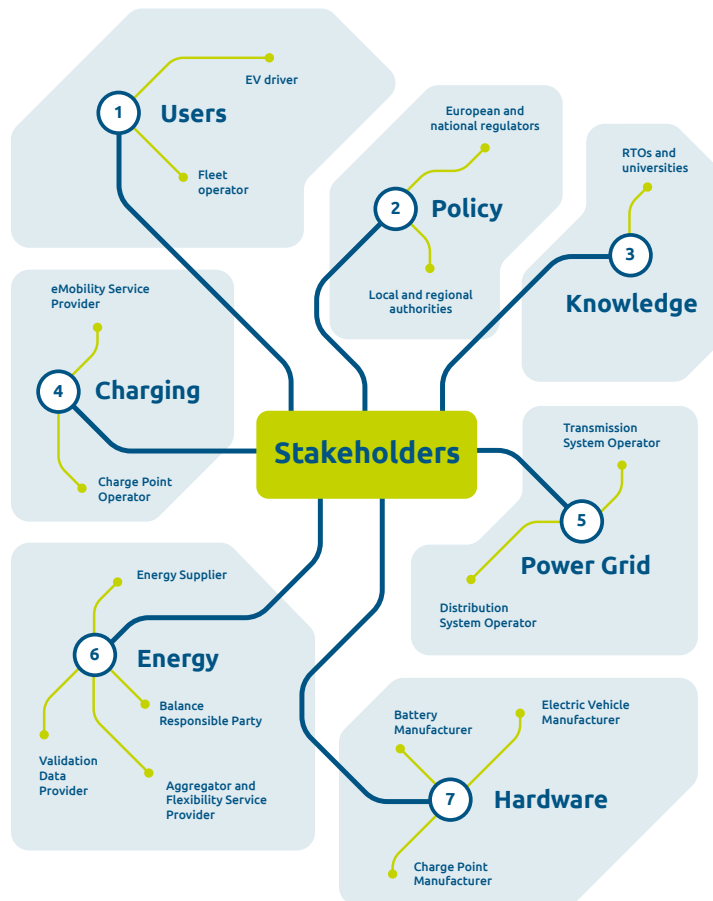 1
Users
EV driver
Fleet
operator
2
Policy
European and
national regulators
Local and regional
authorities
3
Knowledge
RTOs and
universities
4
Charging
eMobility Service
Provider
Charge Point
Operator
Stakeholders
5
Power Grid
Transmission
System Operator
Distribution
System Operator
6
Energy
Energy Supplier
Balance
Responsible Party
Validation
Data
Provider
Aggregator and
Flexibility Service
Provider
7
Hardware
Battery
Manufacturer
Electric Vehicle
Manufacturer
Charge Point
Manufacturer